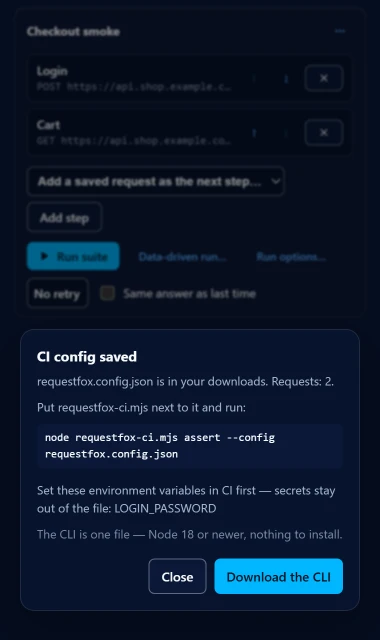 Checkout smoke
Login
POST https://api.shop.example.c…
Cart
GET https://api.shop.example.co…
Add a saved request as the next step…
Add step
Run suite
Data-driven run…
Run options…
No retry
Same answer as last time
CI config saved
requestfox.config.json is in your downloads. Requests: 2.
Put requestfox-ci.mjs next to it and run:
node requestfox-ci.mjs assert --config
requestfox.config.json
Set these environment variables in CI first — secrets stay
out of the file: LOGIN_PASSWORD
The CLI is one file — Node 18 or newer, nothing to install.
Close
Download the CLI